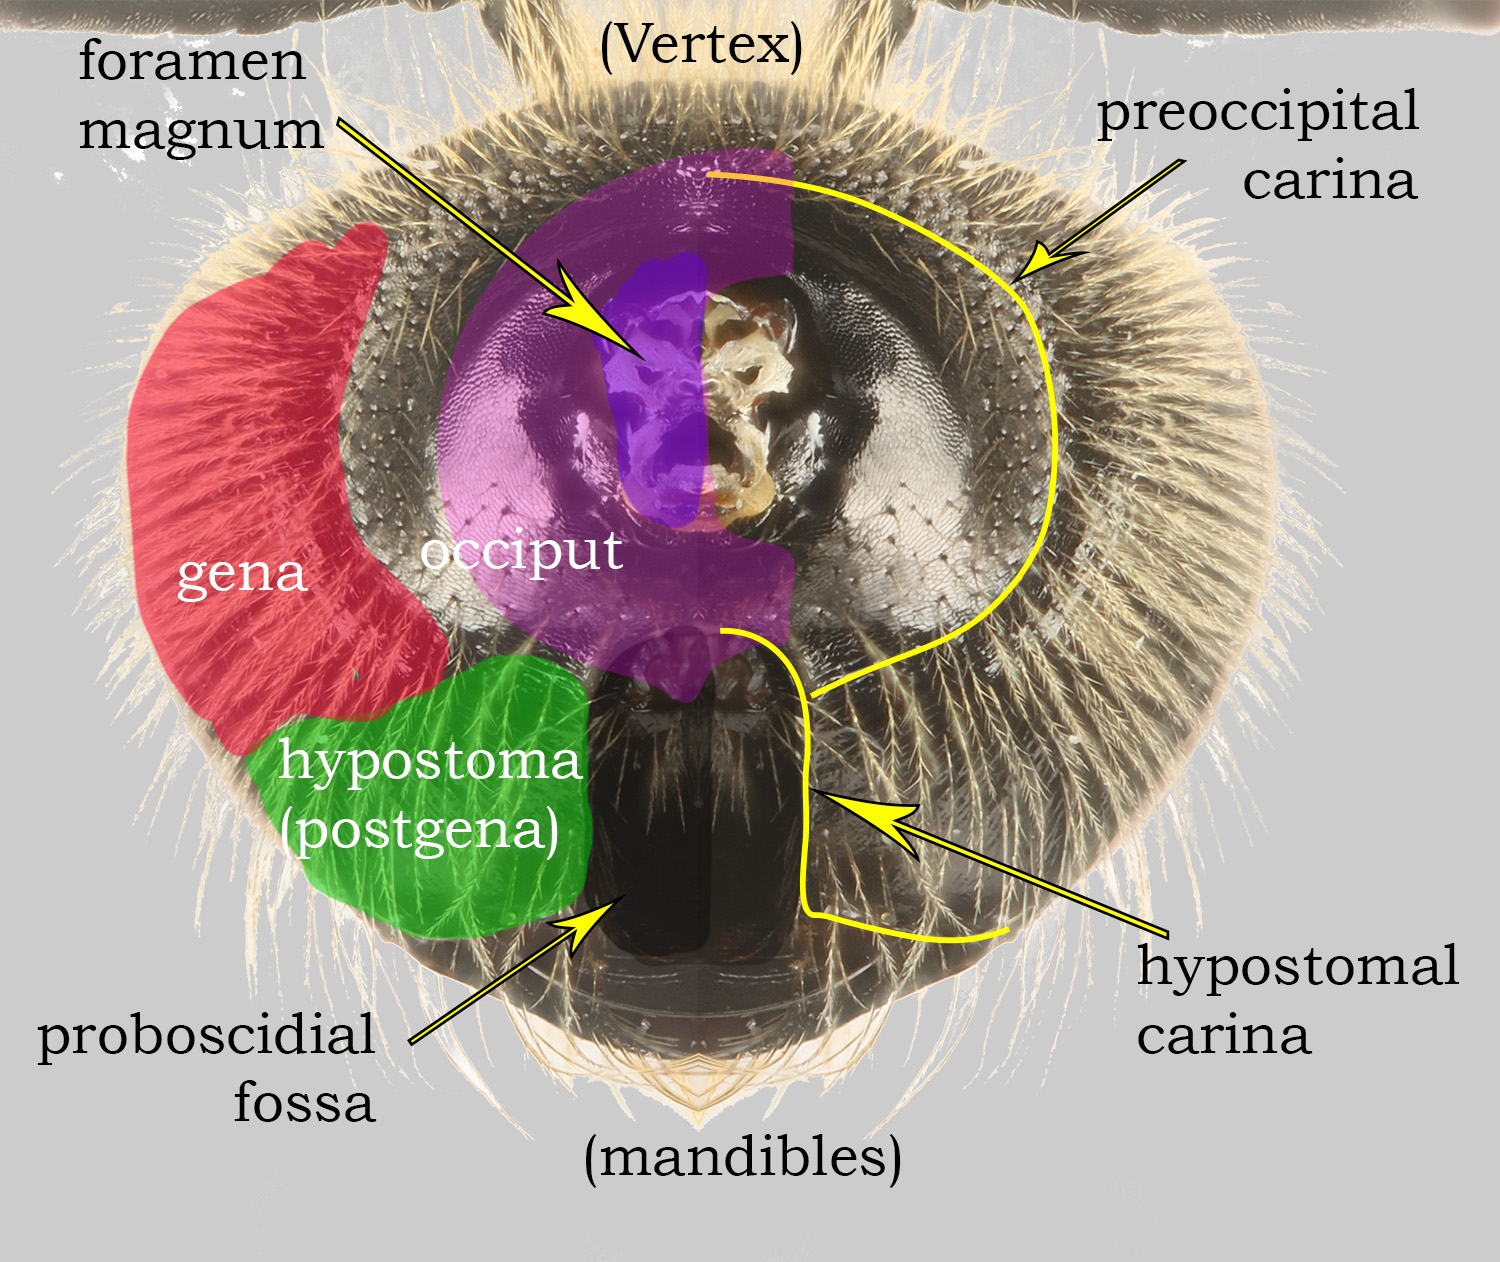 (Vertex)
foramen
magnum
preoccipital
carina
occiput
gena
hypostoma
(postgena)
hypostomal
carina
proboscidial
fossa
(mandibles)